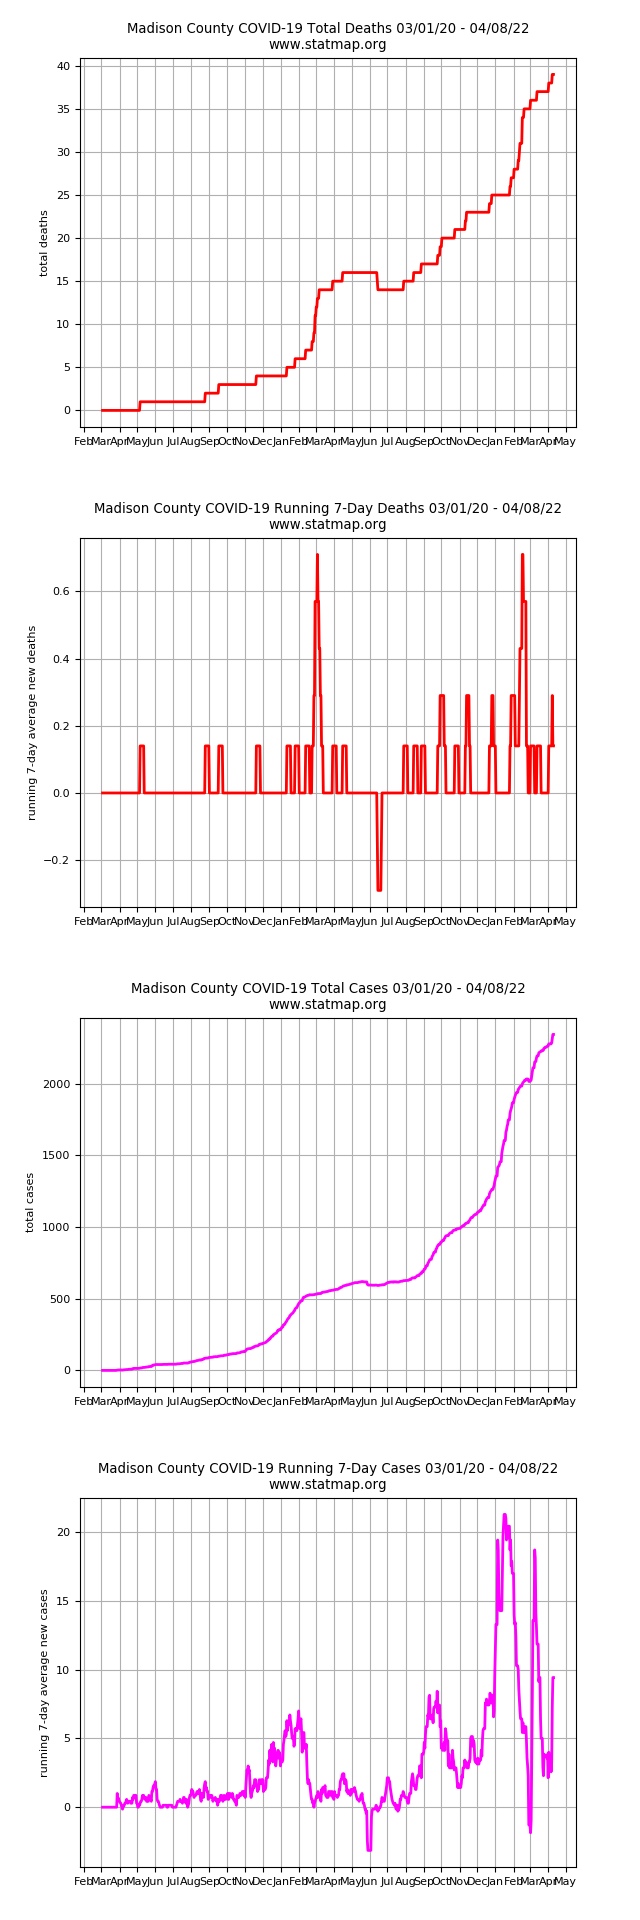 Madison County COVID-19 Total Deaths 03/01/20 - 04/08/22
www.statmap.org
40
35
30
25
20
15
10
5
0
total deaths
Feb Mar Apr May Jun Jul Aug Sep Oct Nov Dec Jan Feb Mar Apr May Jun Jul Aug Sep Oct Nov Dec Jan Feb Mar Apr May
Madison County COVID-19 Running 7-Day Deaths 03/01/20 - 04/08/22
www.statmap.org
0.6
0.4
0.2
0.0
−0.2
running 7-day average new deaths
Feb Mar Apr May Jun Jul Aug Sep Oct Nov Dec Jan Feb Mar Apr May Jun Jul Aug Sep Oct Nov Dec Jan Feb Mar Apr May
Madison County COVID-19 Total Cases 03/01/20 - 04/08/22
www.statmap.org
2000
1500
1000
500
0
total cases
Feb Mar Apr May Jun Jul Aug Sep Oct Nov Dec Jan Feb Mar Apr May Jun Jul Aug Sep Oct Nov Dec Jan Feb Mar Apr May
Madison County COVID-19 Running 7-Day Cases 03/01/20 - 04/08/22
www.statmap.org
20
15
10
5
0
running 7-day average new cases
Feb Mar Apr May Jun Jul Aug Sep Oct Nov Dec Jan Feb Mar Apr May Jun Jul Aug Sep Oct Nov Dec Jan Feb Mar Apr May